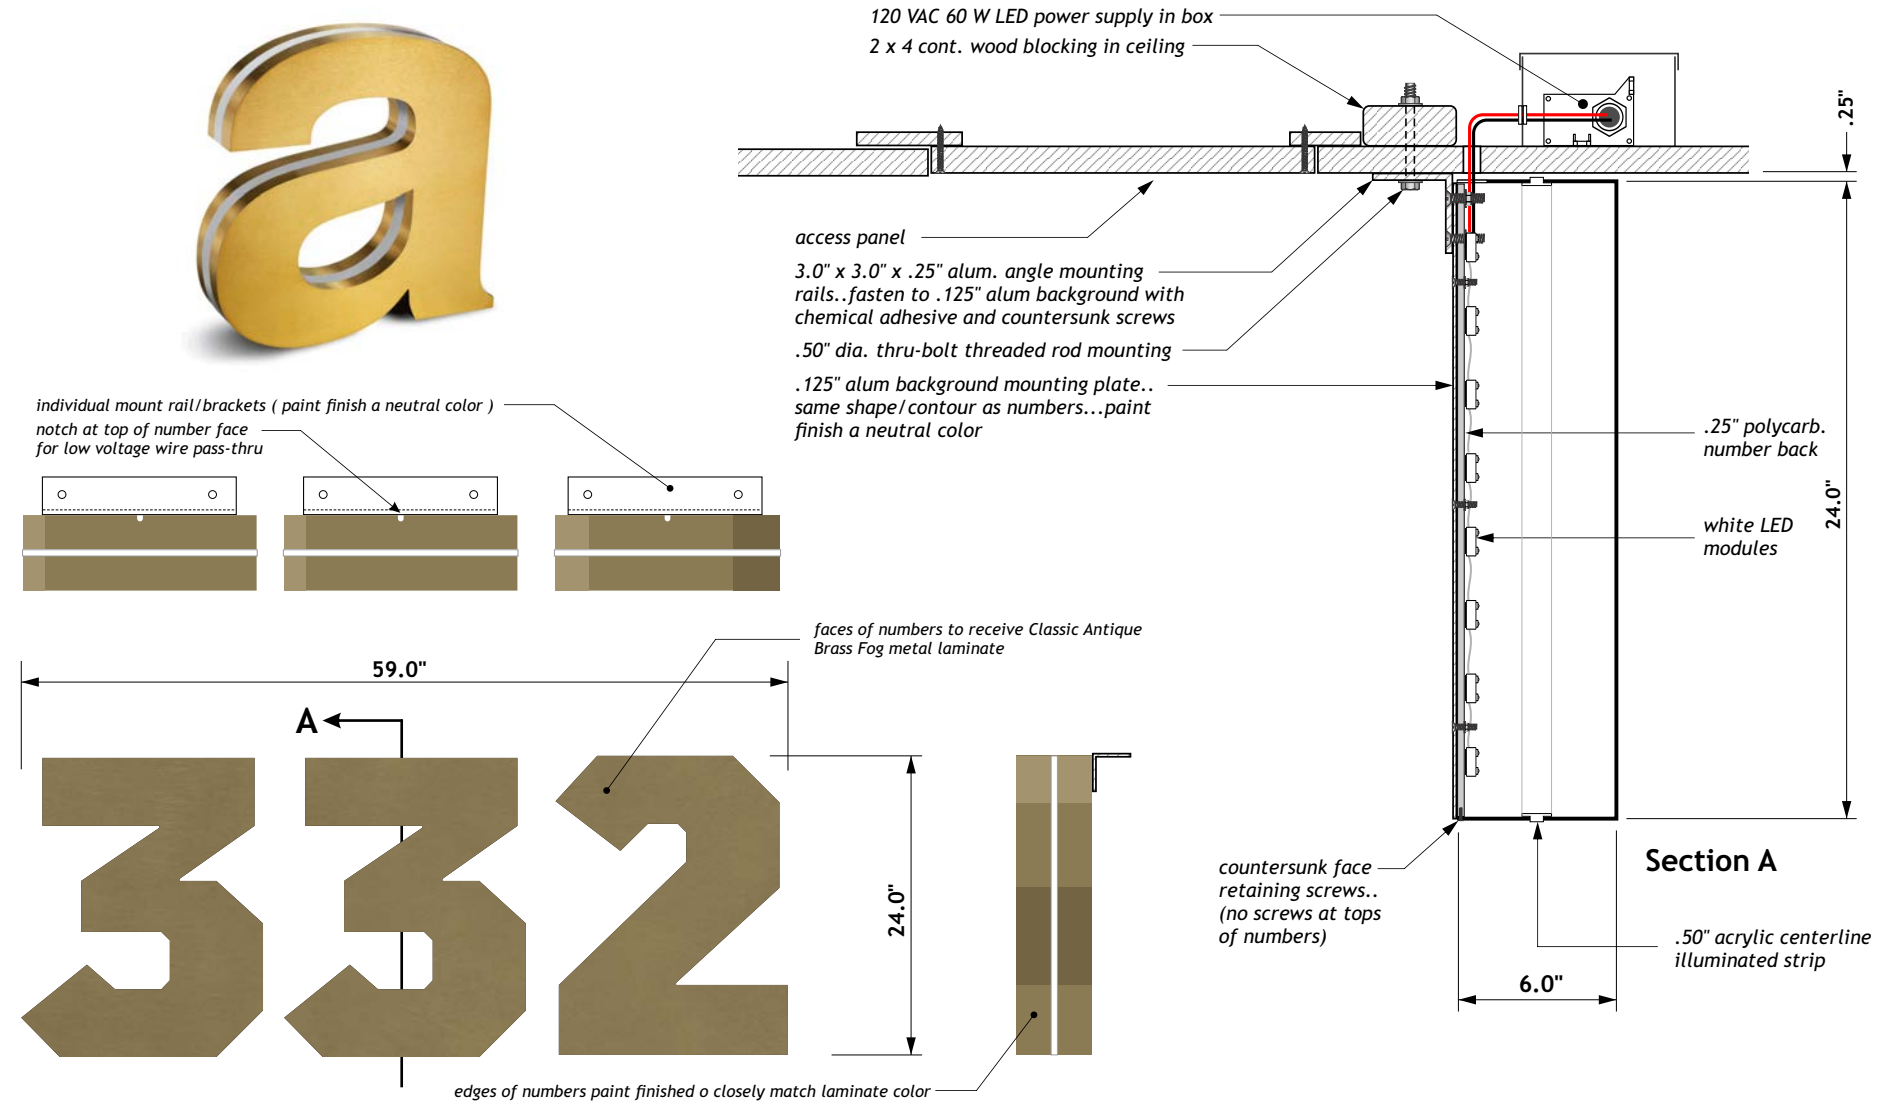 120 VAC 60 W LED power supply in box
2 x 4 cont. wood blocking in ceiling
.25"
access panel
3.0" x 3.0" x .25" alum. angle mounting
rails..fasten to .125" alum background with
chemical adhesive and countersunk screws
.50" dia. thru-bolt threaded rod mounting
.125" alum background mounting plate..
same shape/contour as numbers...paint
finish a neutral color
a
individual mount rail/brackets ( paint finish a neutral color )
notch at top of number face
for low voltage wire pass-thru
.25" polycarb.
number back
24.0"
white LED
modules
faces of numbers to receive Classic Antique
Brass Fog metal laminate
59.0"
A
332
24.0"
countersunk face
retaining screws..
(no screws at tops
of numbers)
Section A
.50" acrylic centerline
illuminated strip
6.0"
edges of numbers paint finished o closely match laminate color